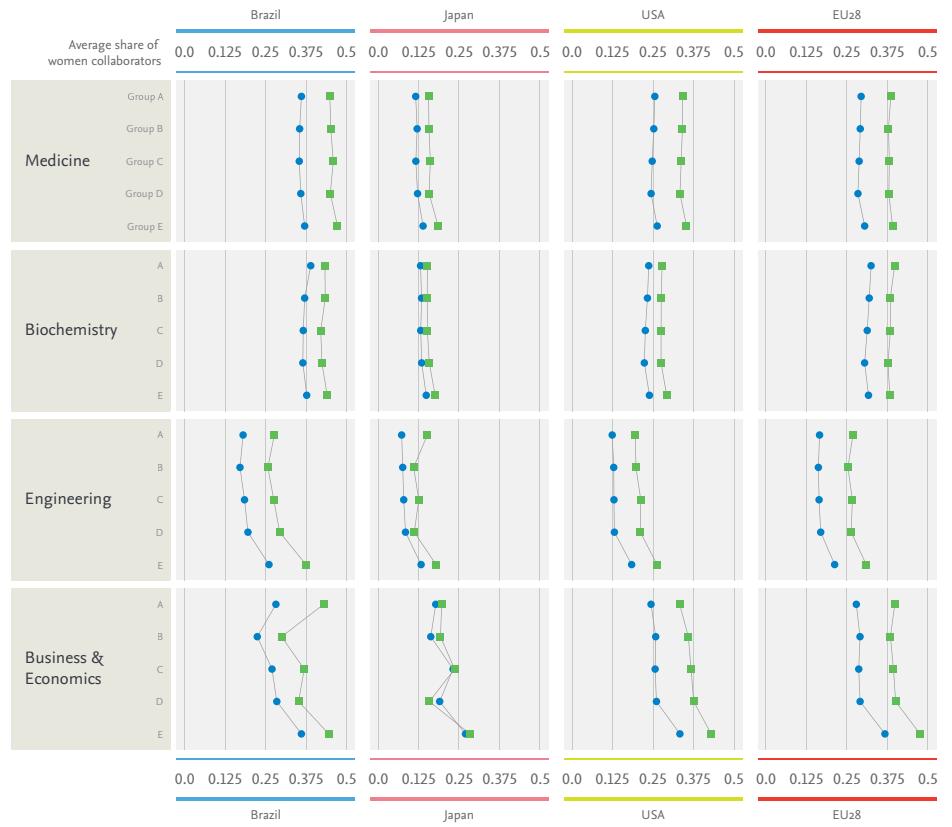 Brazil Japan USA EU28
Average share of
women collaborators
0.0 0.125 0.25 0.375 0.5 0.0 0.125 0.25 0.375 0.5 0.0 0.125 0.25 0.375 0.5 0.0 0.125 0.25 0.375 0.5
Group A
Group B
Medicine Group C
Group D
Group E
A
B
Biochemistry C
D
E
A
B
Engineering C
D
E
A
B
Business &
Economics
C
D
E
0.0 0.125 0.25 0.375 0.5 0.0 0.125 0.25 0.375 0.5 0.0 0.125 0.25 0.375 0.5 0.0 0.125 0.25 0.375 0.5
Brazil Japan USA EU28